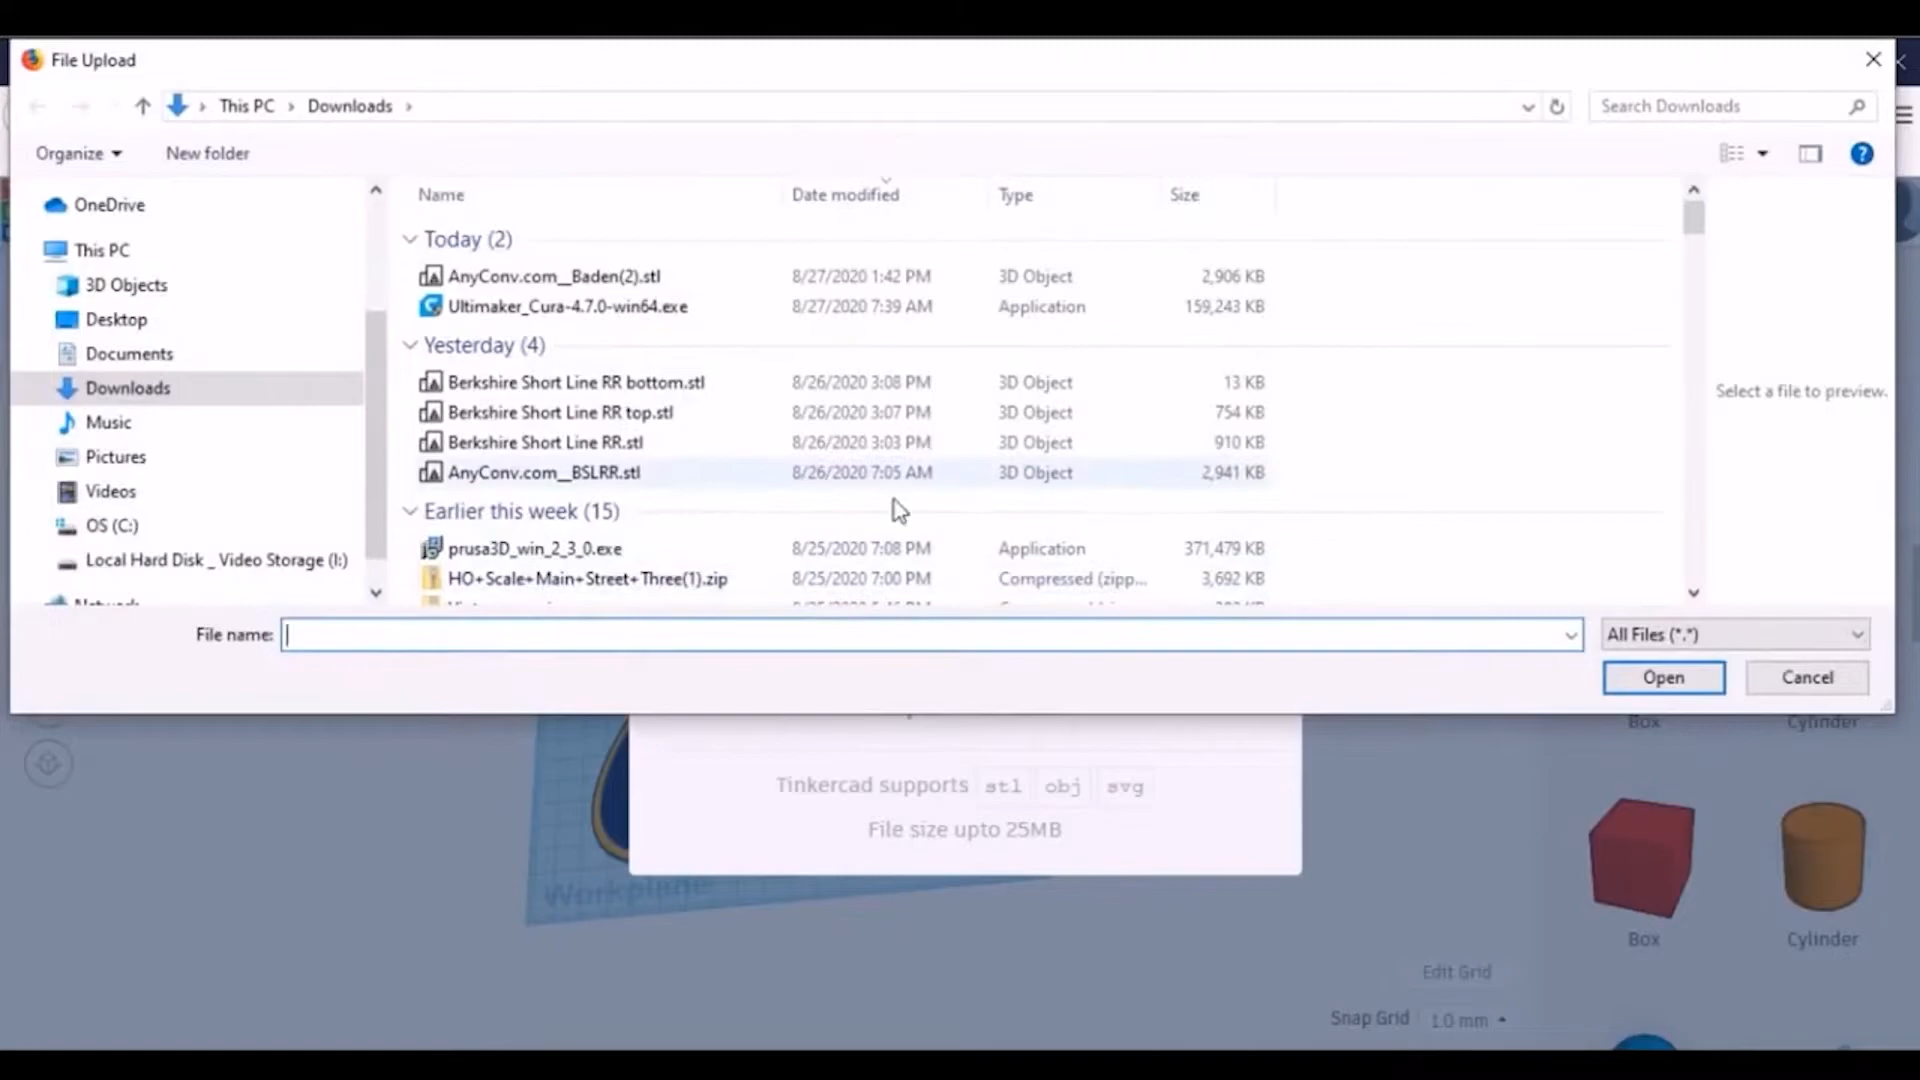 File Upload
This PC > Downloads >
Search Downloads
Organize
New folder
OneDrive
This PC
3D Objects
Desktop
Documents
Downloads
Music
Pictures
Videos
OS (C:)
Local Hard Disk _ Video Storage (I:)
Network
Name Date modified Type Size
Today (2)
AnyConv.com__Baden(2).stl 8/27/2020 1:42 PM 3D Object 2,906 KB
Ultimaker_Cura-4.7.0-win64.exe 8/27/2020 7:39 AM Application 159,243 KB
Yesterday (4)
Berkshire Short Line RR bottom.stl 8/26/2020 3:08 PM 3D Object 13 KB
Berkshire Short Line RR top.stl 8/26/2020 3:07 PM 3D Object 754 KB
Berkshire Short Line RR.stl 8/26/2020 3:03 PM 3D Object 910 KB
AnyConv.com__BSLRR.stl 8/26/2020 7:05 AM 3D Object 2,941 KB
Earlier this week (15)
prusa3D_win_2_3_0.exe 8/25/2020 7:08 PM Application 371,479 KB
HO+Scale+Main+Street+Three(1).zip 8/25/2020 7:00 PM Compressed (zipp... 3,692 KB
Select a file to preview.
File name:
All Files (*.*)
Open
Cancel
Box
Cylinder
Tinkercad supports stl obj svg
File size upto 25MB
Workplane
Box
Cylinder
Edit Grid
Snap Grid 1.0 mm